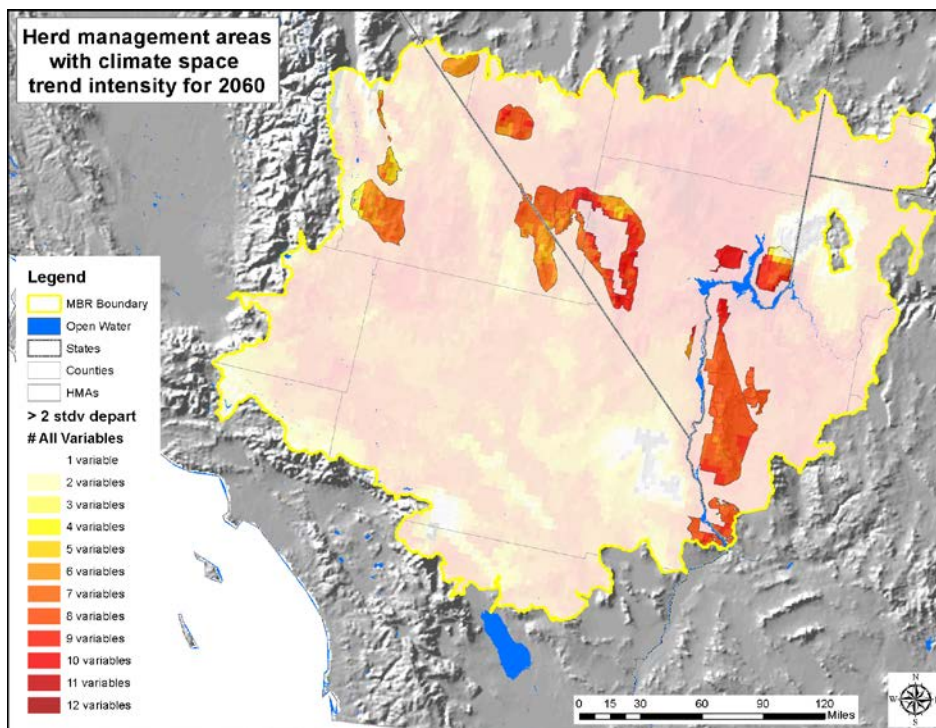 Herd management areas
with climate space
trend intensity for 2060
Legend
MBR Boundary
Open Water
States
Counties
HMAs
> 2 stdv depart
# All Variables
1 variable
2 variables
3 variables
4 variables
5 variables
6 variables
7 variables
8 variables
9 variables
10 variables
11 variables
12 variables
0 15 30 60 90 120
Miles
N
W E
S